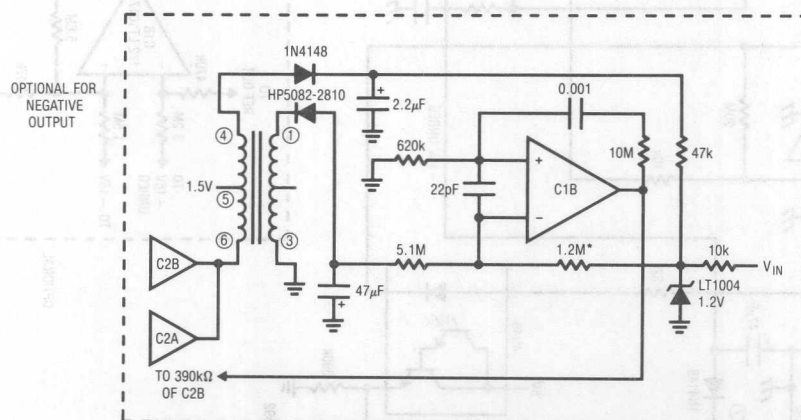 1N4148
OPTIONAL FOR
NEGATIVE
OUTPUT
HP5082-2810
0.001
+
2.2µF
④
①
620k
10M
47k
+
1.5V
22pF
C1B
⑤
−
⑥
③
5.1M
1.2M*
10k
VIN
C2B
47µF
+
LT1004
1.2V
C2A
TO 390kΩ
OF C2B